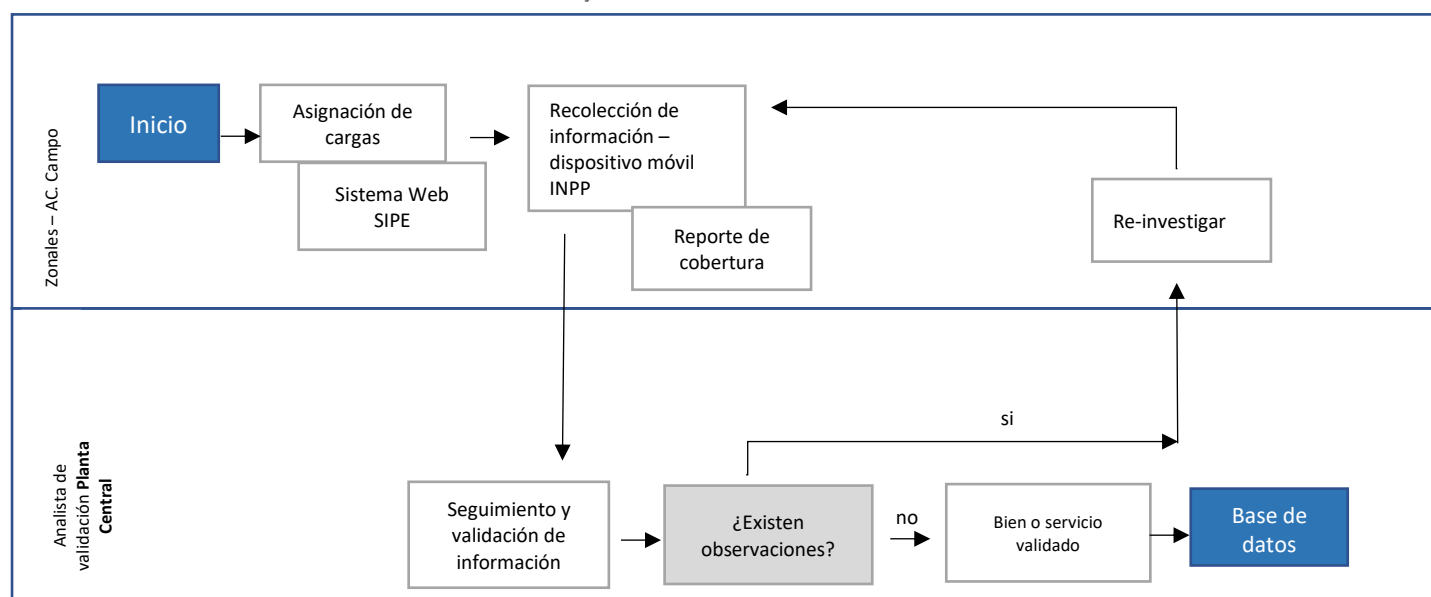 Zonales – AC. Campo
Inicio
Asignación de
cargas
Sistema Web
SIPE
Recolección de
información –
dispositivo móvil
INPP
Reporte de
cobertura
Re-investigar
Analista de
validación Planta
Central
Seguimiento y
validación de
información
¿Existen
observaciones?
si
no
Bien o servicio
validado
Base de
datos